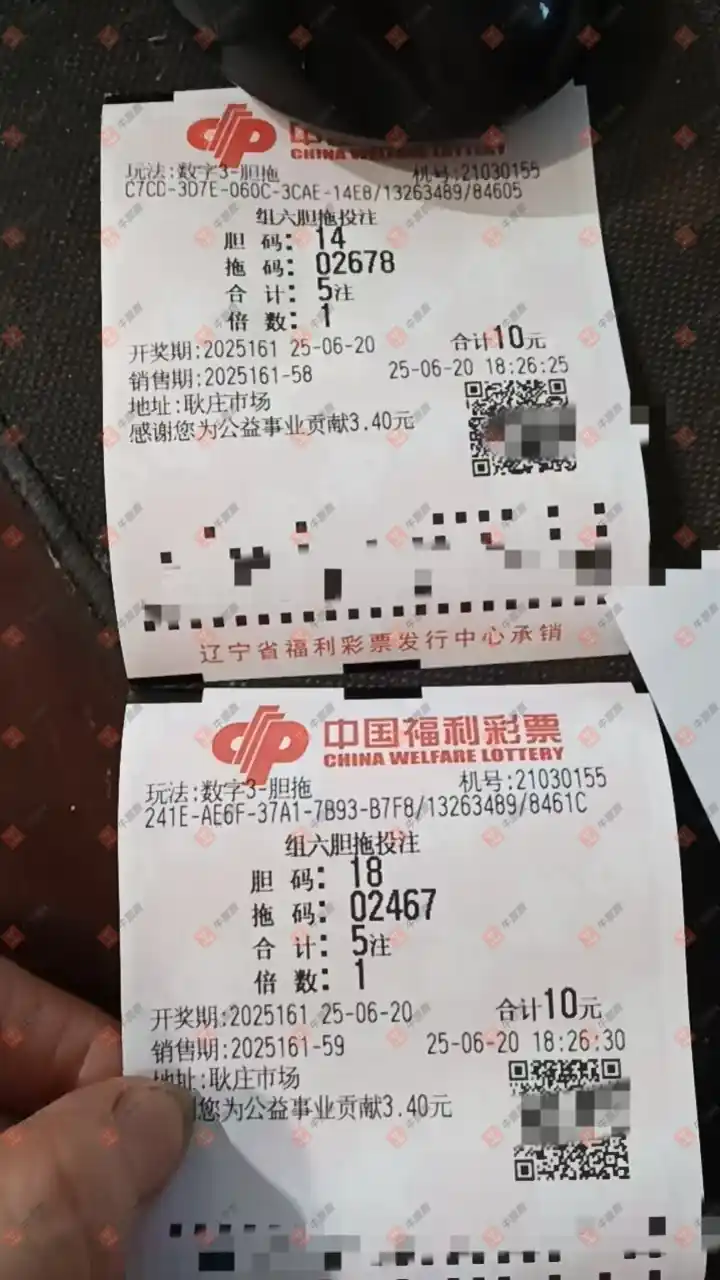 CHINA WELFARE LOTTERY
玩法:数字3-胆拖 机号:21030155
C7CD-3D7E-060C-3CAE-14E8/13263489/84605
组六胆拖投注
胆 码: 14
拖 码: 02678
合 计: 5注
倍 数: 1
开奖期:2025161 25-06-20 合计10元
销售期:2025161-58 25-06-20 18:26:25
地址:耿庄市场
感谢您为公益事业贡献3.40元
辽宁省福利彩票发行中心承销
中国福利彩票
CHINA WELFARE LOTTERY
玩法:数字3-胆拖 机号:21030155
241E-AE6F-37A1-7B93-B7F8/13263489/8461C
组六胆拖投注
胆 码: 18
拖 码: 02467
合 计: 5注
倍 数: 1
开奖期:2025161 25-06-20 合计10元
销售期:2025161-59 25-06-20 18:26:30
地址:耿庄市场
您为公益事业贡献3.40元